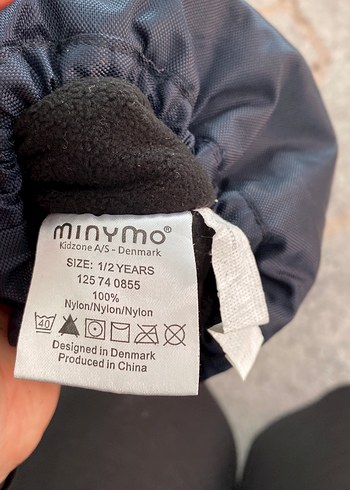 minymo®
Kidzone A/S - Denmark
SIZE: 1/2 YEARS
125 74 0855
100%
Nylon/Nylon/Nylon
40
Designed in Denmark
Produced in China